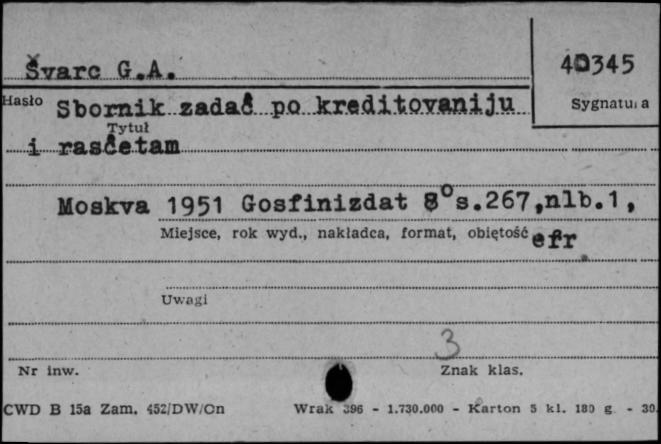 Švarc G.A.
40345
Hasło Sbornik zadač po kreditovaniju
Sygnatura
Tytuł
i rasčetam
Moskva 1951 Gosfinizdat 8° s.267,nlb.1,
Miejsce, rok wyd., nakładca, format, objętość efr
Uwagi
3
Nr inw.
Znak klas.
CWD B 15a Zam. 452/DW/Cn
Wrak 396 - 1.730.000 - Karton 5 kl. 180 g - 30.